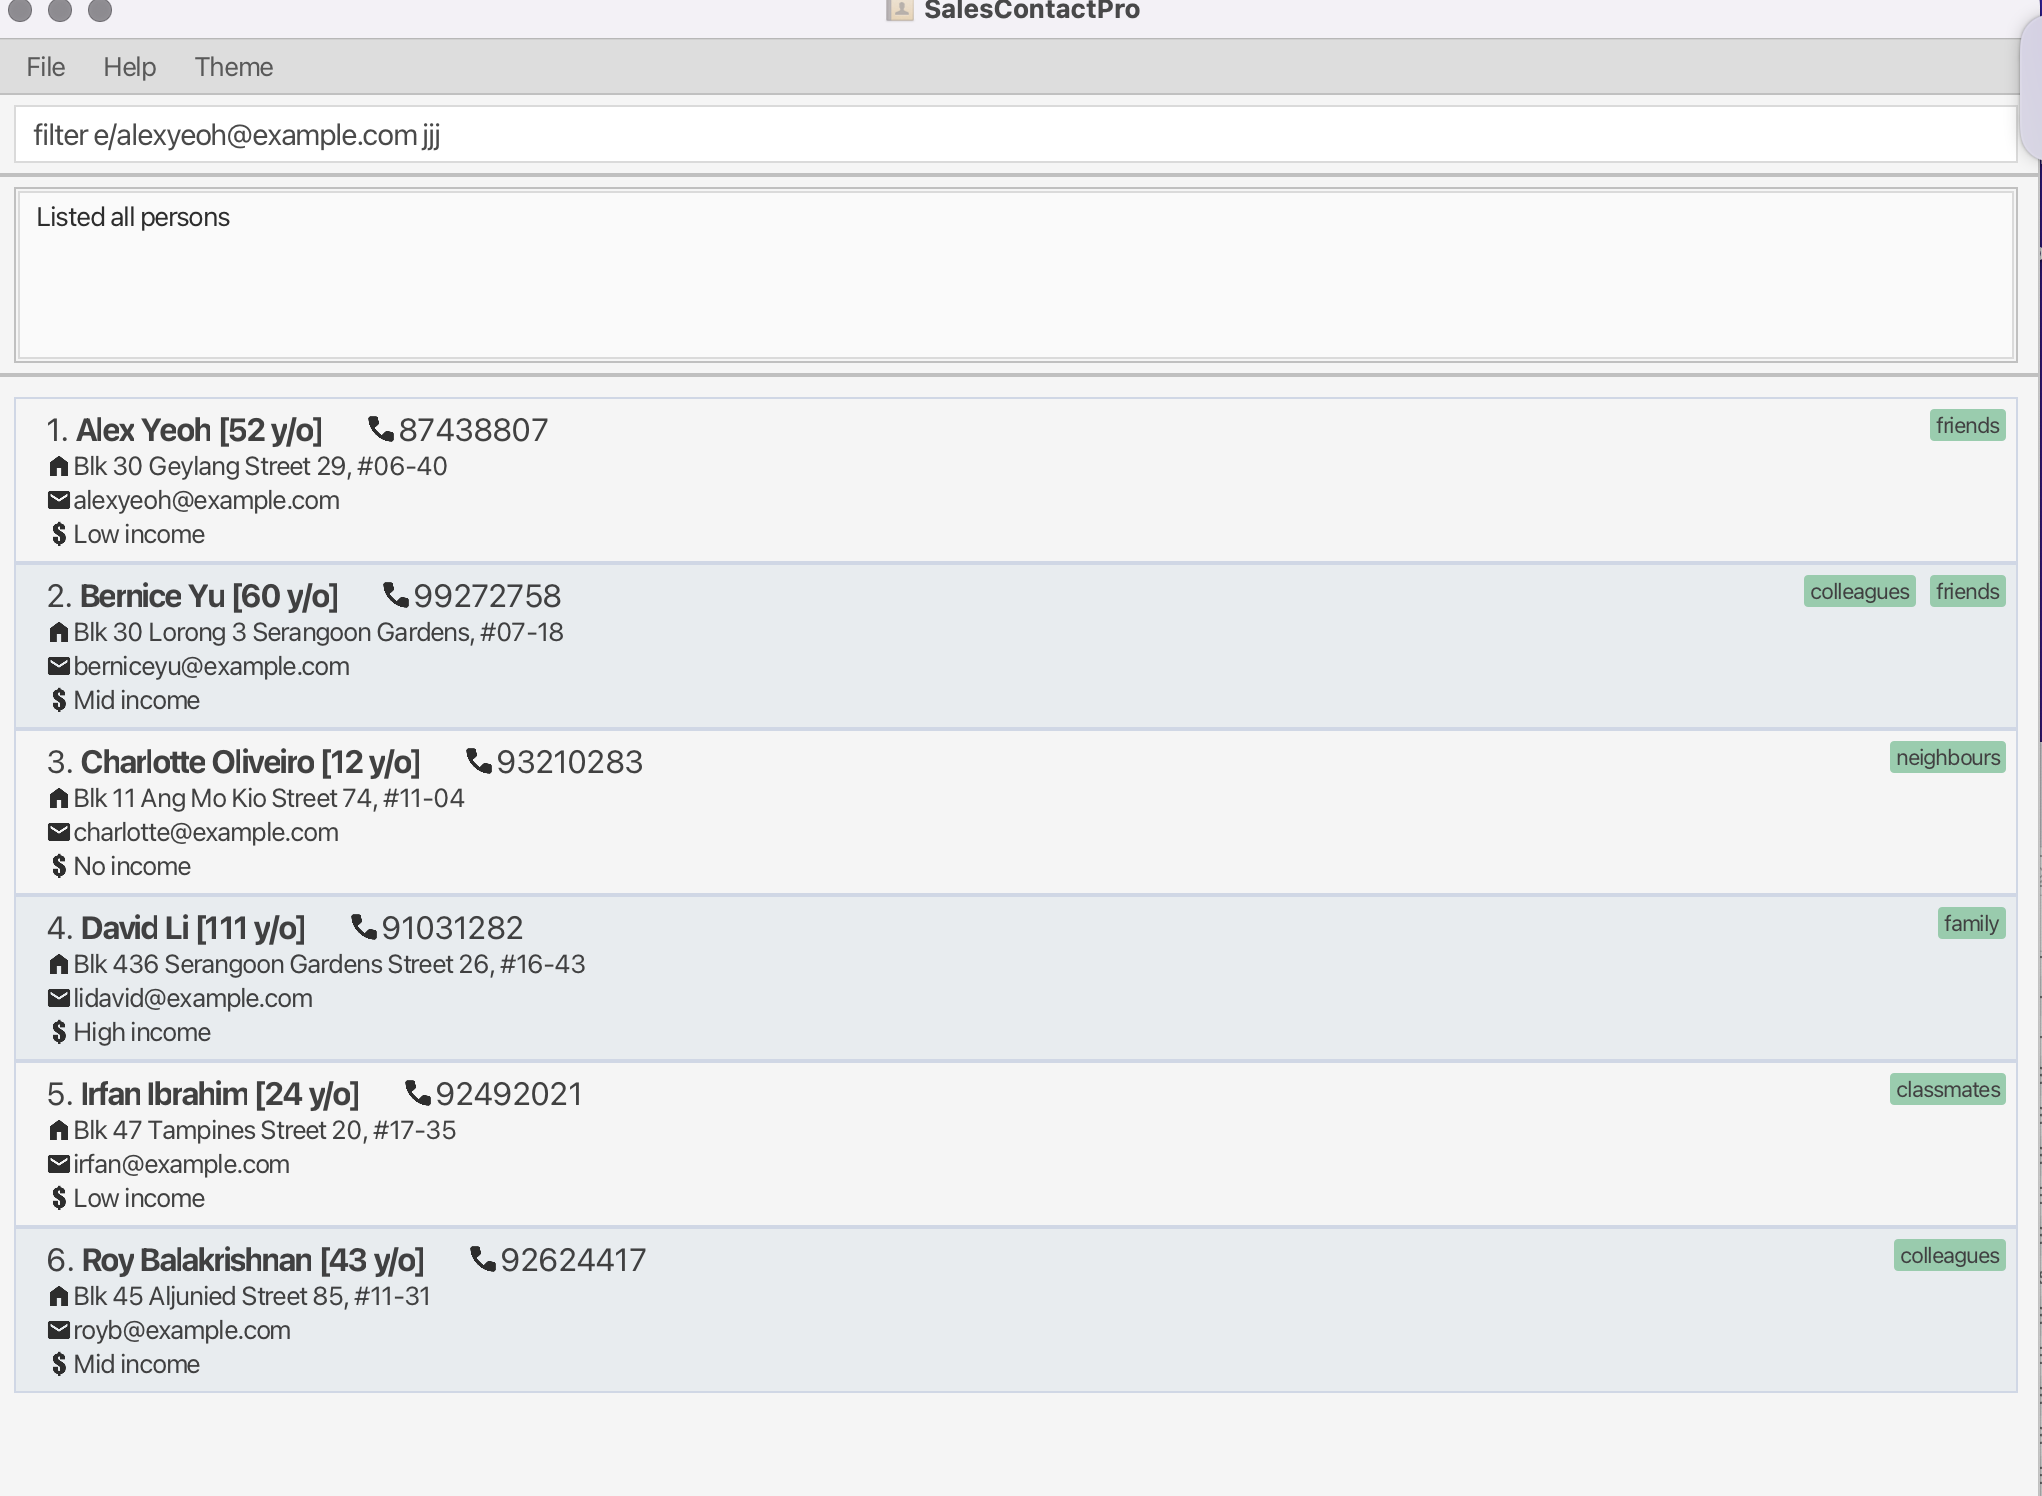 SalesContactPro
File Help Theme
filter e/alexyeoh@example.com jjj
Listed all persons
1. Alex Yeoh [52 y/o] 87438807 friends
Blk 30 Geylang Street 29, #06-40
alexyeoh@example.com
$ Low income
2. Bernice Yu [60 y/o] 99272758 colleagues friends
Blk 30 Lorong 3 Serangoon Gardens, #07-18
berniceyu@example.com
$ Mid income
3. Charlotte Oliveiro [12 y/o] 93210283 neighbours
Blk 11 Ang Mo Kio Street 74, #11-04
charlotte@example.com
$ No income
4. David Li [111 y/o] 91031282 family
Blk 436 Serangoon Gardens Street 26, #16-43
lidavid@example.com
$ High income
5. Irfan Ibrahim [24 y/o] 92492021 classmates
Blk 47 Tampines Street 20, #17-35
irfan@example.com
$ Low income
6. Roy Balakrishnan [43 y/o] 92624417 colleagues
Blk 45 Aljunied Street 85, #11-31
royb@example.com
$ Mid income